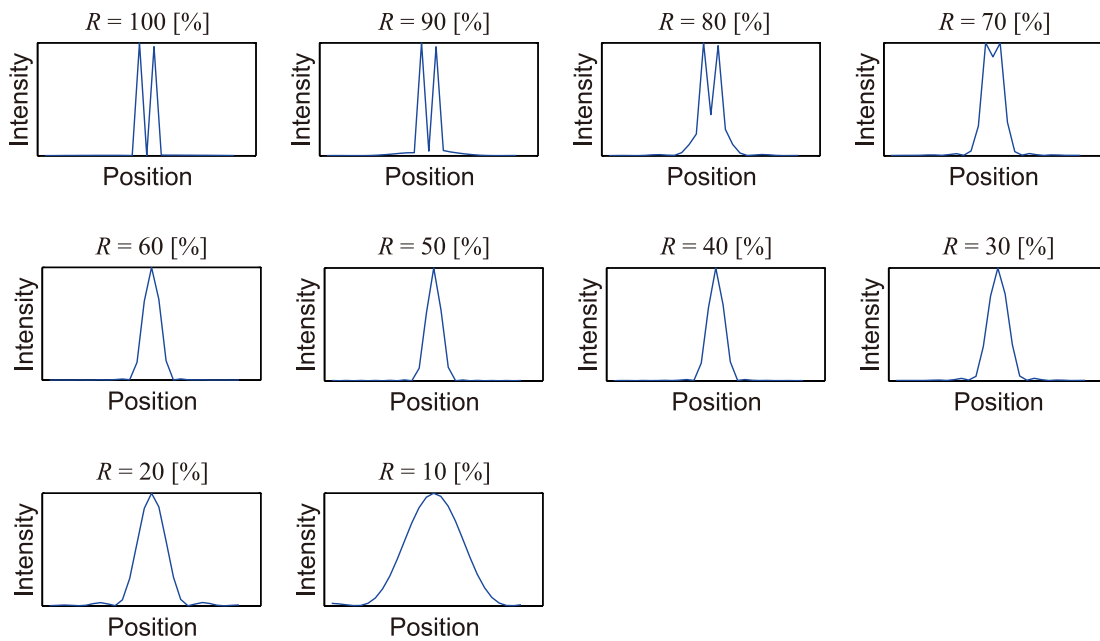 R = 100 [%]
Intensity
Position
R = 90 [%]
Intensity
Position
R = 80 [%]
Intensity
Position
R = 70 [%]
Intensity
Position
R = 60 [%]
Intensity
Position
R = 50 [%]
Intensity
Position
R = 40 [%]
Intensity
Position
R = 30 [%]
Intensity
Position
R = 20 [%]
Intensity
Position
R = 10 [%]
Intensity
Position